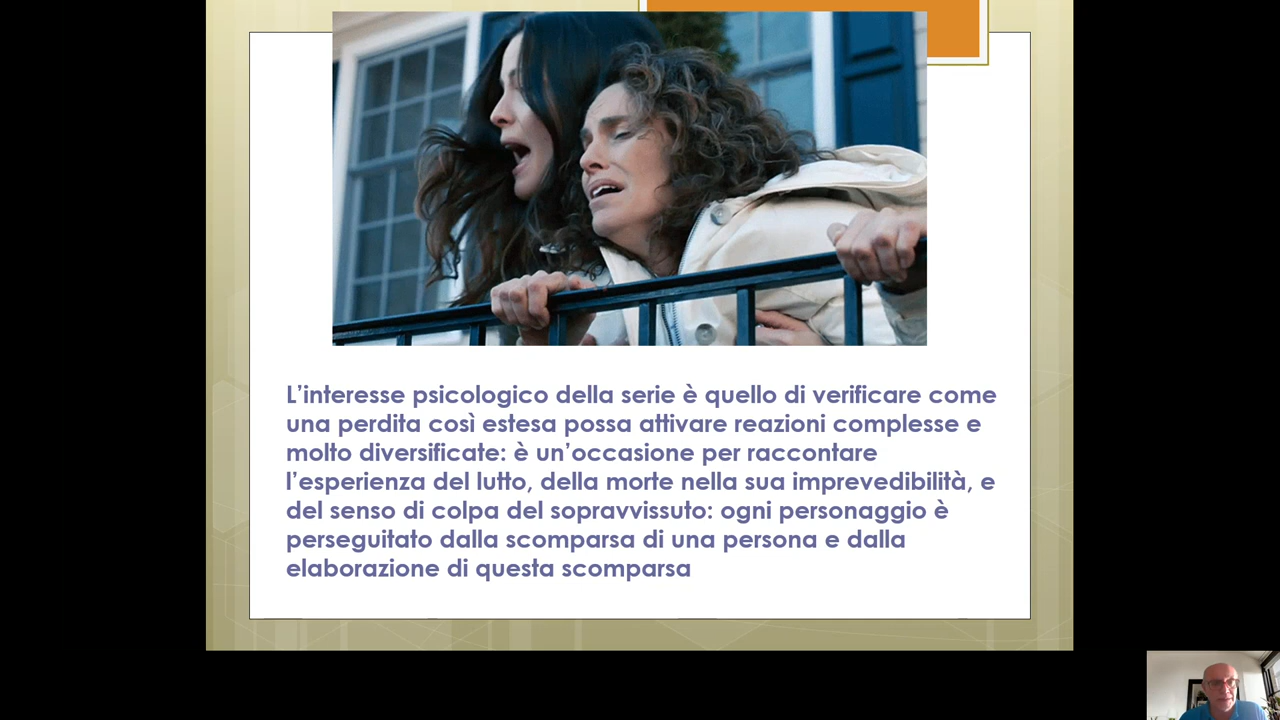 L’interesse psicologico della serie è quello di verificare come
una perdita così estesa possa attivare reazioni complesse e
molto diversificate: è un’occasione per raccontare
l’esperienza del lutto, della morte nella sua imprevedibilità, e
del senso di colpa del sopravvissuto: ogni personaggio è
perseguitato dalla scomparsa di una persona e dalla
elaborazione di questa scomparsa